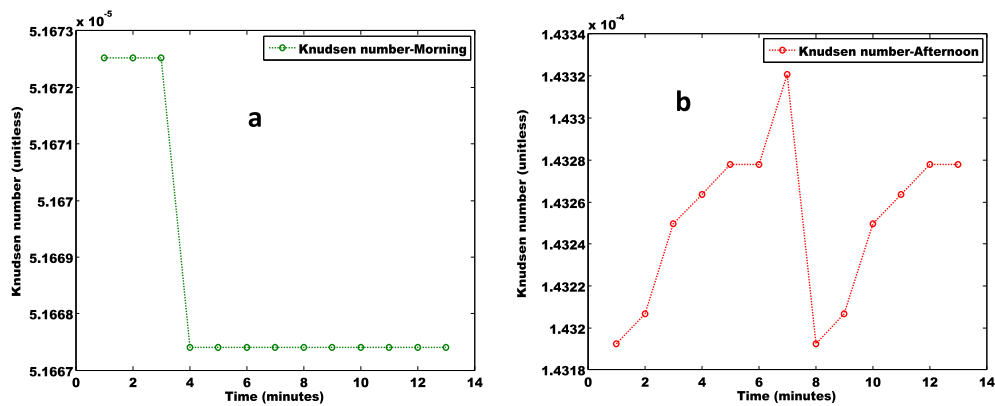 x 10⁻⁵
5.1673
5.1672
5.1671
5.167
5.1669
5.1668
5.1667
Knudsen number (unitless)
Knudsen number-Morning
a
0 2 4 6 8 10 12 14
Time (minutes)
x 10⁻⁴
1.4334
1.4332
1.433
1.4328
1.4326
1.4324
1.4322
1.432
1.4318
Knudsen number (unitless)
Knudsen number-Afternoon
b
0 2 4 6 8 10 12 14
Time (minutes)